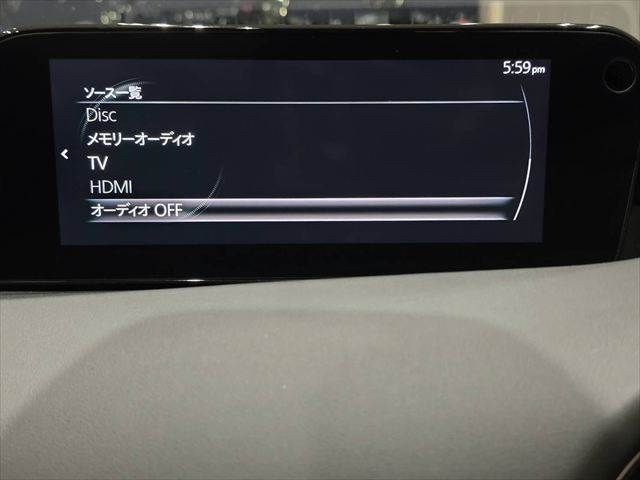 5:59pm
ソース一覧
Disc
メモリーオーディオ
TV
HDMI
オーディオ OFF